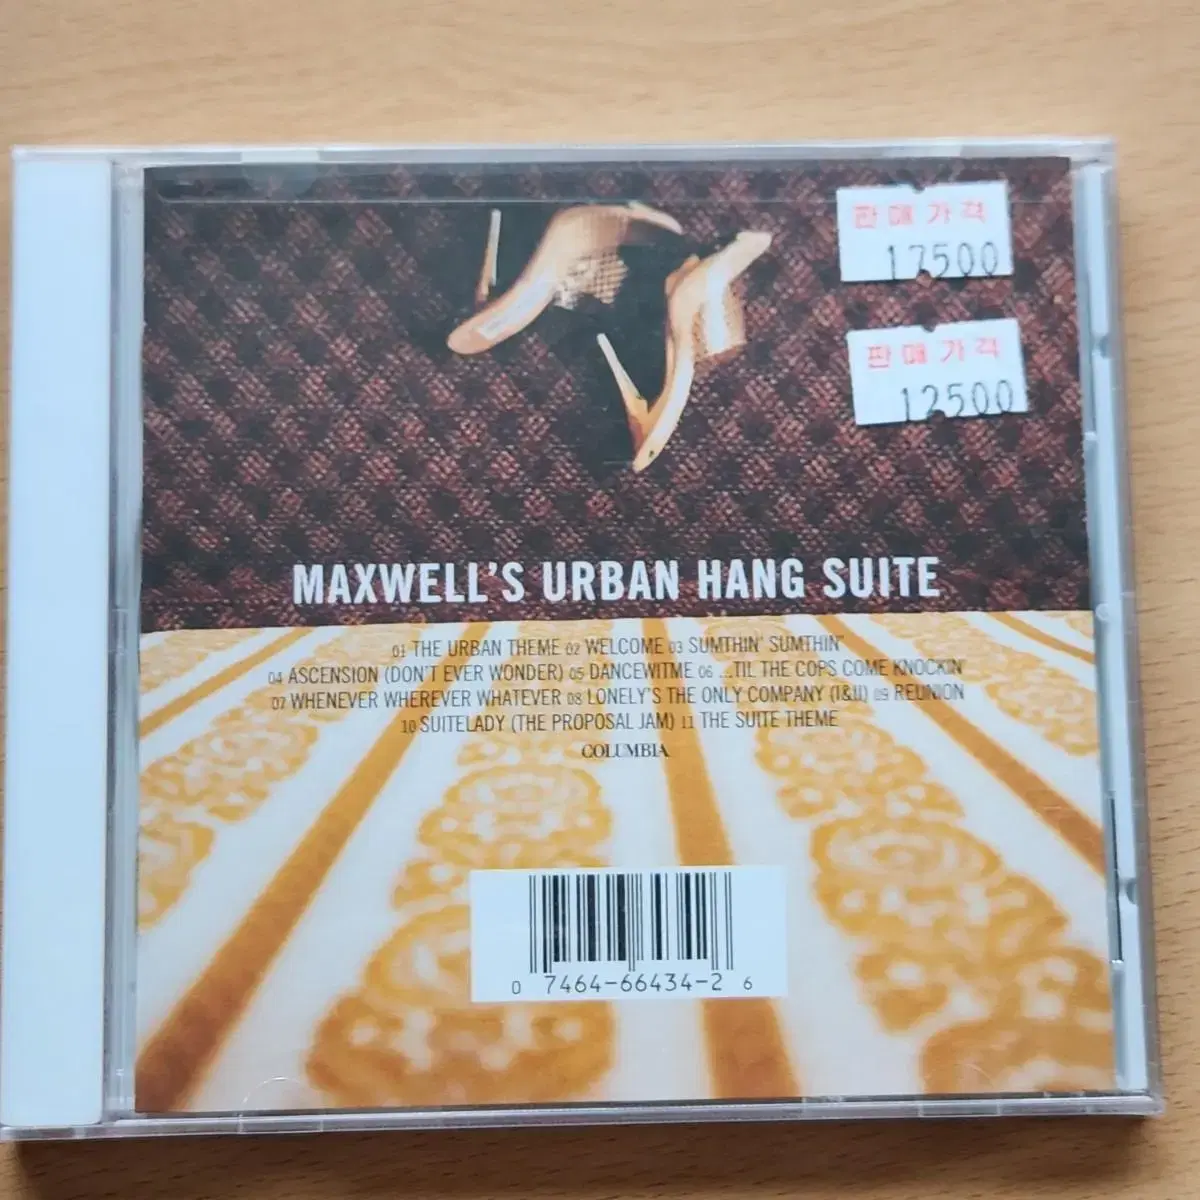 판매가격
17500
판매가격
12500
MAXWELL'S URBAN HANG SUITE
01 THE URBAN THEME 02 WELCOME 03 SUMTHIN' SUMTHIN'
04 ASCENSION (DON'T EVER WONDER) 05 DANCEWITME 06 ...TIL THE COPS COME KNOCKIN'
07 WHENEVER WHEREVER WHATEVER 08 LONELY'S THE ONLY COMPANY (I&II) 09 REUNION
10 SUITELADY (THE PROPOSAL JAM) 11 THE SUITE THEME
COLUMBIA
0 7464-66434-2 6